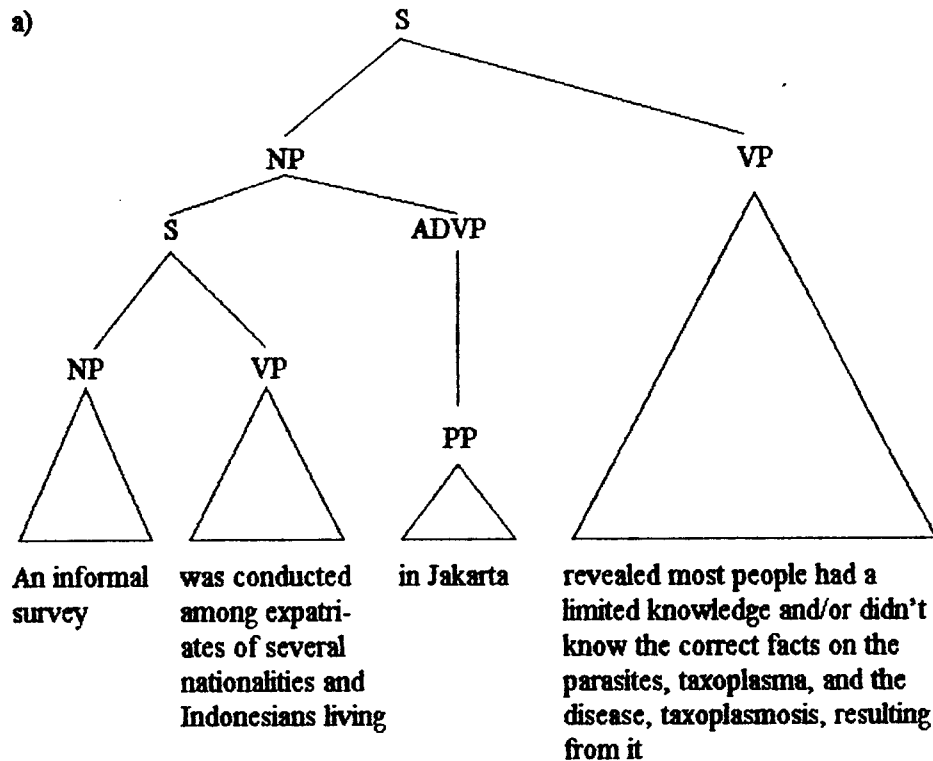 a)
S
NP VP
S ADVP
NP VP
PP
An informal
survey
was conducted
among expatri-
ates of several
nationalities and
Indonesians living
in Jakarta
revealed most people had a
limited knowledge and/or didn't
know the correct facts on the
parasites, taxoplasma, and the
disease, taxoplasmosis, resulting
from it